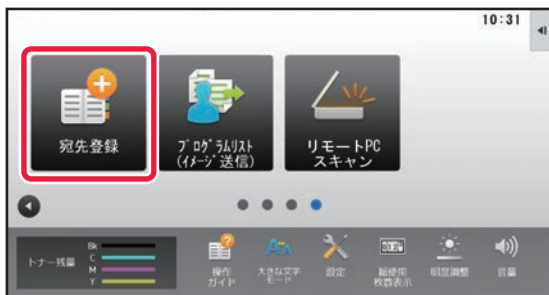 10:31
宛先登録
プログラムリスト
(イメージ送信)
リモートPC
スキャン
トナー残量
Bk
C
M
Y
操作
ガイド
大きな文字
モード
設定
総使用
枚数表示
明度調整
音量